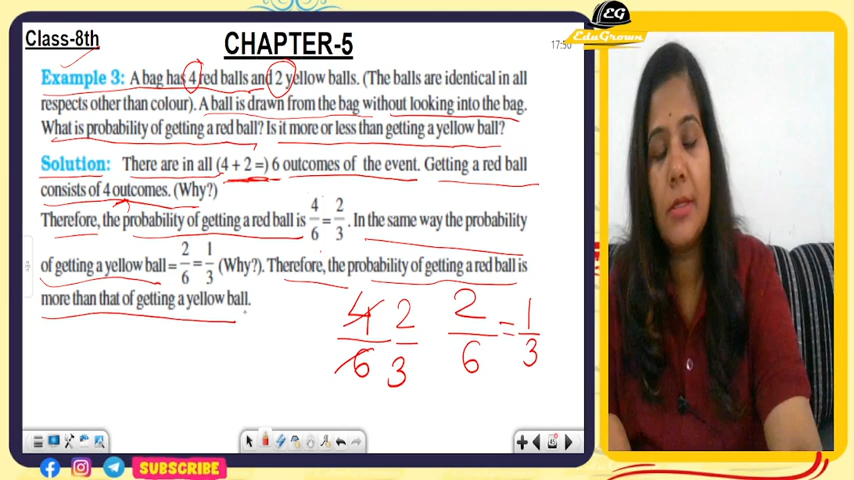 Class-8th
CHAPTER-5
EG
EduGrown
17:50
Example 3: A bag has 4 red balls and 2 yellow balls. (The balls are identical in all
respects other than colour). A ball is drawn from the bag without looking into the bag.
What is probability of getting a red ball? Is it more or less than getting a yellow ball?
Solution: There are in all (4 + 2 =) 6 outcomes of the event. Getting a red ball
consists of 4 outcomes. (Why?)
Therefore, the probability of getting a red ball is 4/6 = 2/3. In the same way the probability
of getting a yellow ball = 2/6 = 1/3 (Why?). Therefore, the probability of getting a red ball is
more than that of getting a yellow ball.
4/6 2/3 2/6 = 1/3
45
SUBSCRIBE